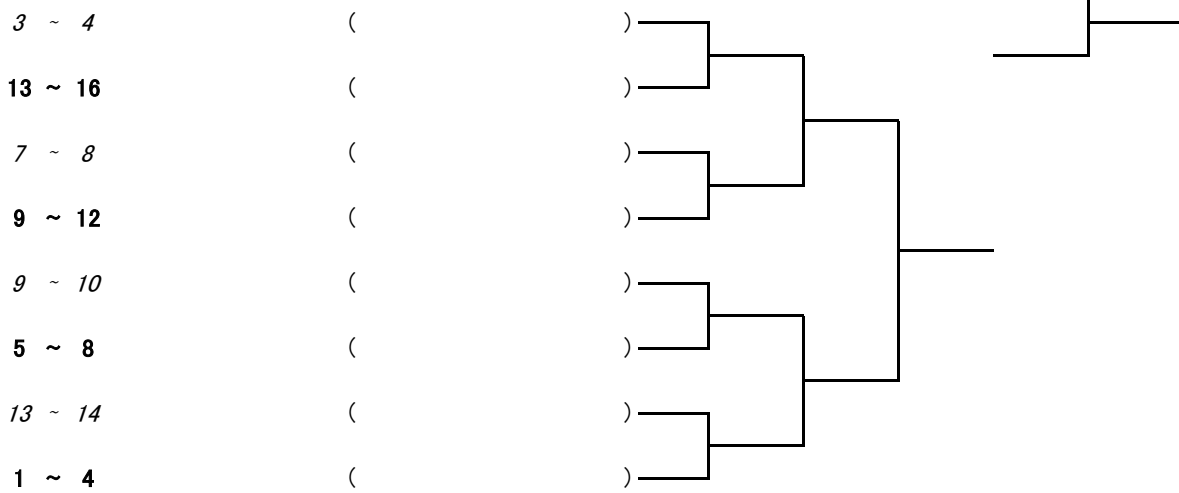 3 ~ 4 ( )
13 ~ 16 ( )
7 ~ 8 ( )
9 ~ 12 ( )
9 ~ 10 ( )
5 ~ 8 ( )
13 ~ 14 ( )
1 ~ 4 ( )